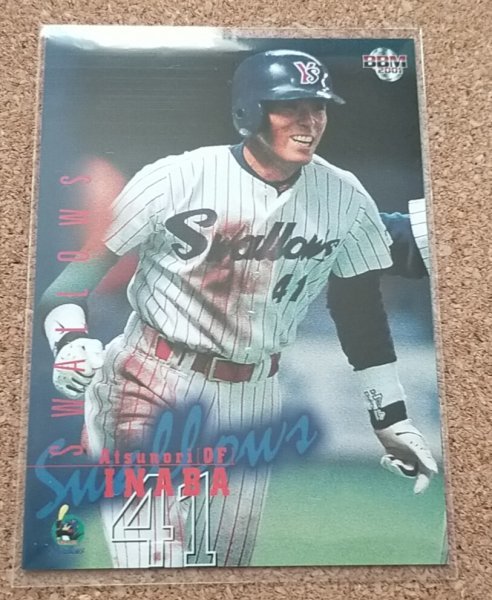 BBM
2001
YS
Swallows
41
SWALLOWS
Swallows
Atsunori OF
INABA
41